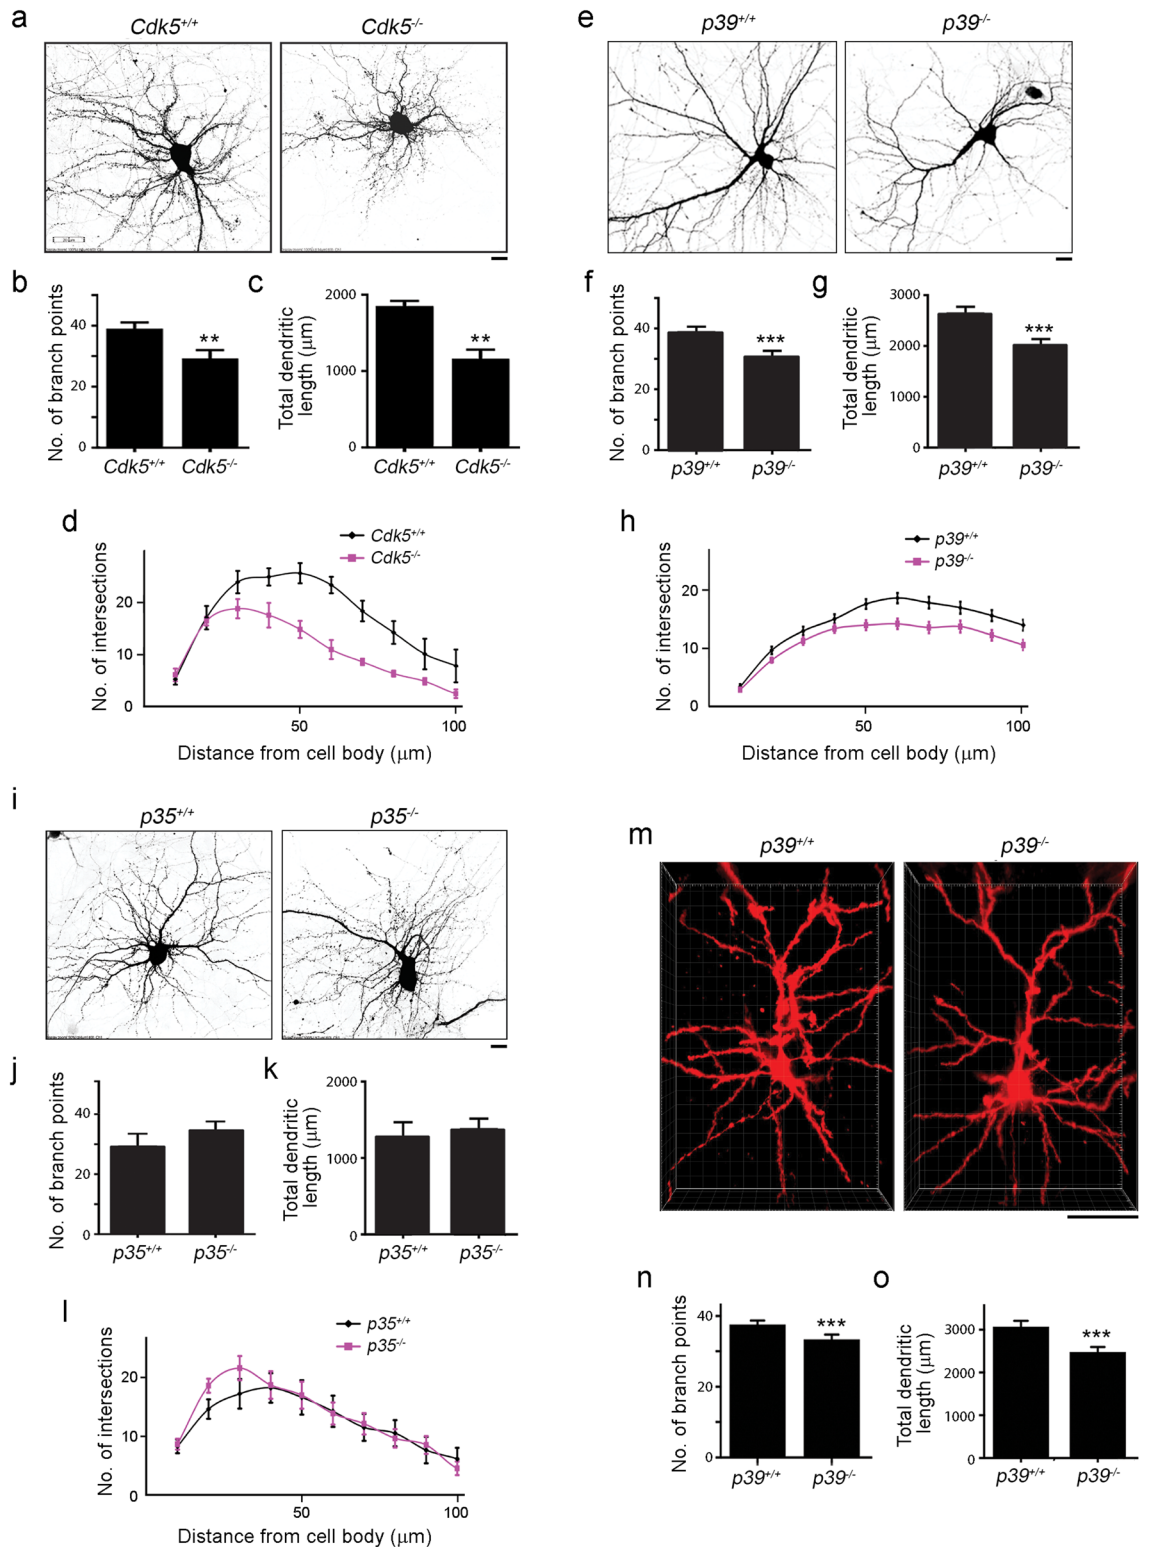 a
Cdk5+/+
Cdk5-/-
e
p39+/+
p39-/-
b
No. of branch points
40
20
0
**
Cdk5+/+
Cdk5-/-
c
Total dendritic
length (μm)
2000
1000
0
**
Cdk5+/+
Cdk5-/-
f
No. of branch points
40
20
0
***
p39+/+
p39-/-
g
Total dendritic
length (μm)
3000
2000
1000
0
***
p39+/+
p39-/-
d
Cdk5+/+
Cdk5-/-
No. of intersections
20
10
0
50
100
Distance from cell body (μm)
h
p39+/+
p39-/-
No. of intersections
20
10
0
50
100
Distance from cell body (μm)
i
p35+/+
p35-/-
j
No. of branch points
40
20
0
p35+/+
p35-/-
k
Total dendritic
length (μm)
2000
1000
0
p35+/+
p35-/-
l
p35+/+
p35-/-
No. of intersections
20
10
0
50
100
Distance from cell body (μm)
m
p39+/+
p39-/-
n
No. of branch points
40
20
0
***
p39+/+
p39-/-
o
Total dendritic
length (μm)
3000
2000
1000
0
***
p39+/+
p39-/-